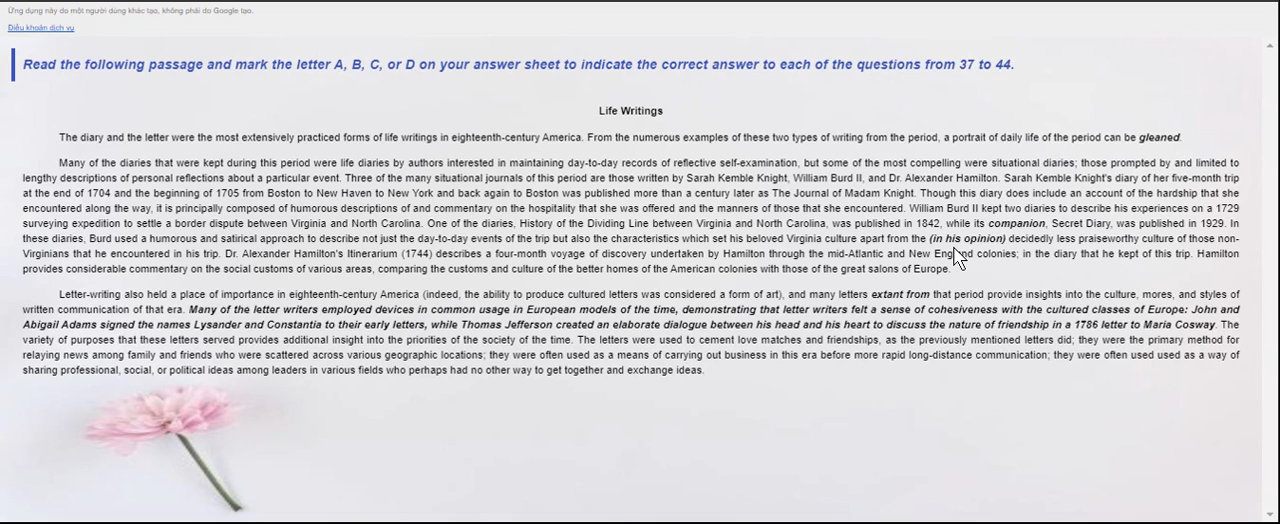 Ứng dụng này do một người dùng khác tạo, không phải do Google tạo.
Điều khoản dịch vụ
Read the following passage and mark the letter A, B, C, or D on your answer sheet to indicate the correct answer to each of the questions from 37 to 44.
Life Writings
The diary and the letter were the most extensively practiced forms of life writings in eighteenth-century America. From the numerous examples of these two types of writing from the period, a portrait of daily life of the period can be gleaned.
Many of the diaries that were kept during this period were life diaries by authors interested in maintaining day-to-day records of reflective self-examination, but some of the most compelling were situational diaries; those prompted by and limited to
lengthy descriptions of personal reflections about a particular event. Three of the many situational journals of this period are those written by Sarah Kemble Knight, William Burd II, and Dr. Alexander Hamilton. Sarah Kemble Knight's diary of her five-month trip
at the end of 1704 and the beginning of 1705 from Boston to New Haven to New York and back again to Boston was published more than a century later as The Journal of Madam Knight. Though this diary does include an account of the hardship that she
encountered along the way, it is principally composed of humorous descriptions of and commentary on the hospitality that she was offered and the manners of those that she encountered. William Burd II kept two diaries to describe his experiences on a 1729
surveying expedition to settle a border dispute between Virginia and North Carolina. One of the diaries, History of the Dividing Line between Virginia and North Carolina, was published in 1842, while its companion, Secret Diary, was published in 1929. In
these diaries, Burd used a humorous and satirical approach to describe not just the day-to-day events of the trip but also the characteristics which set his beloved Virginia culture apart from the (in his opinion) decidedly less praiseworthy culture of those non-
Virginians that he encountered in his trip. Dr. Alexander Hamilton's Itinerarium (1744) describes a four-month voyage of discovery undertaken by Hamilton through the mid-Atlantic and New England colonies; in the diary that he kept of this trip. Hamilton
provides considerable commentary on the social customs of various areas, comparing the customs and culture of the better homes of the American colonies with those of the great salons of Europe.
Letter-writing also held a place of importance in eighteenth-century America (indeed, the ability to produce cultured letters was considered a form of art), and many letters extant from that period provide insights into the culture, mores, and styles of
written communication of that era. Many of the letter writers employed devices in common usage in European models of the time, demonstrating that letter writers felt a sense of cohesiveness with the cultured classes of Europe: John and
Abigail Adams signed the names Lysander and Constantia to their early letters, while Thomas Jefferson created an elaborate dialogue between his head and his heart to discuss the nature of friendship in a 1786 letter to Maria Cosway. The
variety of purposes that these letters served provides additional insight into the priorities of the society of the time. The letters were used to cement love matches and friendships, as the previously mentioned letters did; they were the primary method for
relaying news among family and friends who were scattered across various geographic locations; they were often used as a means of carrying out business in this era before more rapid long-distance communication; they were often used used as a way of
sharing professional, social, or political ideas among leaders in various fields who perhaps had no other way to get together and exchange ideas.